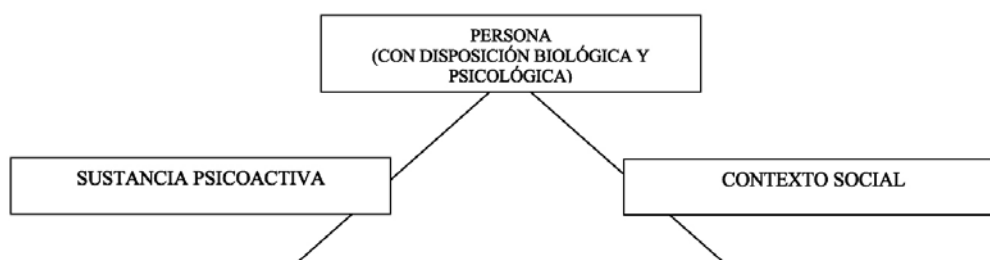 PERSONA
(CON DISPOSICIÓN BIOLÓGICA Y
PSICOLÓGICA)
SUSTANCIA PSICOACTIVA
CONTEXTO SOCIAL